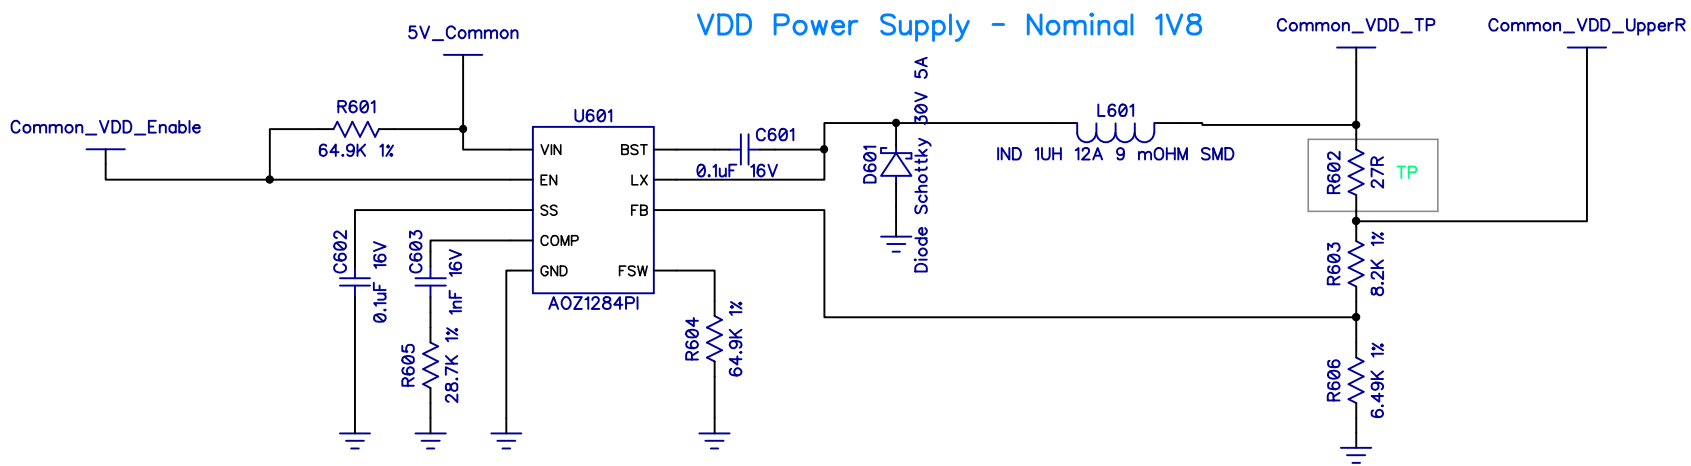 VDD Power Supply - Nominal 1V8
5V_Common
Common_VDD_TP
Common_VDD_UpperR
Common_VDD_Enable
R601
64.9K 1%
U601
VIN
EN
SS
COMP
GND
BST
LX
FB
FSW
AOZ1284PI
C601
0.1uF 16V
D601
Diode Schottky 30V 5A
L601
IND 1UH 12A 9 mOHM SMD
R602
27R
TP
C602
0.1uF 16V
C603
1nF 16V
R603
8.2K 1%
R604
64.9K 1%
R605
28.7K 1%
R606
6.49K 1%